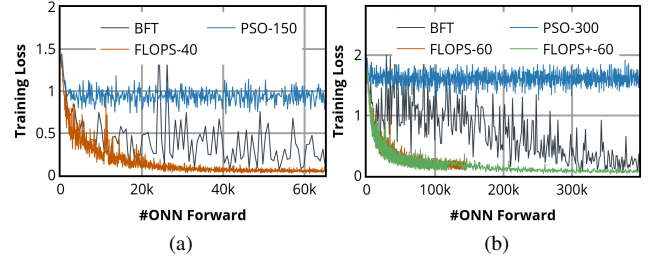 BFT PSO-150
FLOPS-40
Training Loss
2
1.5
1
0.5
0
0 20k 40k 60k
#ONN Forward
(a)
BFT PSO-300
FLOPS-60 FLOPS+-60
Training Loss
2
1
0
0 100k 200k 300k
#ONN Forward
(b)